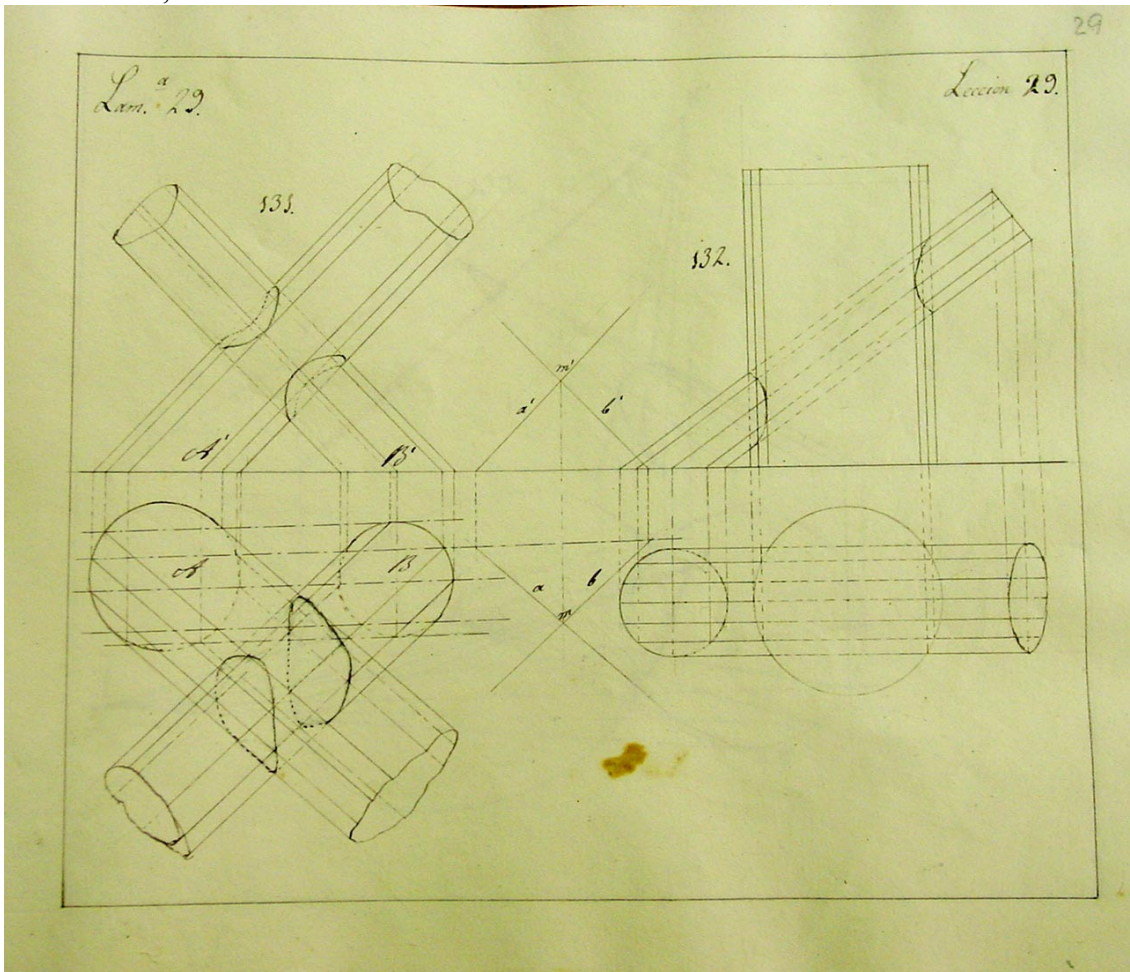 29
Lam.ª 29.
Leccion 29.
131.
132.
m'
a'
b'
A'
B'
A
B
a
b
m